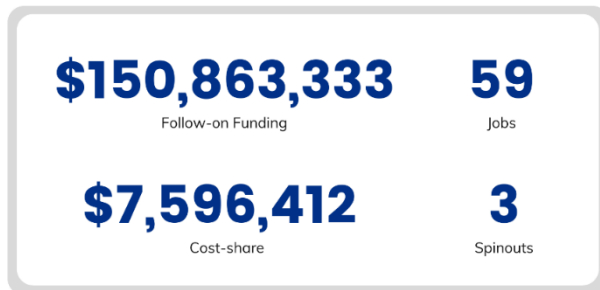 $150,863,333 59
Follow-on Funding Jobs
$7,596,412 3
Cost-share Spinouts